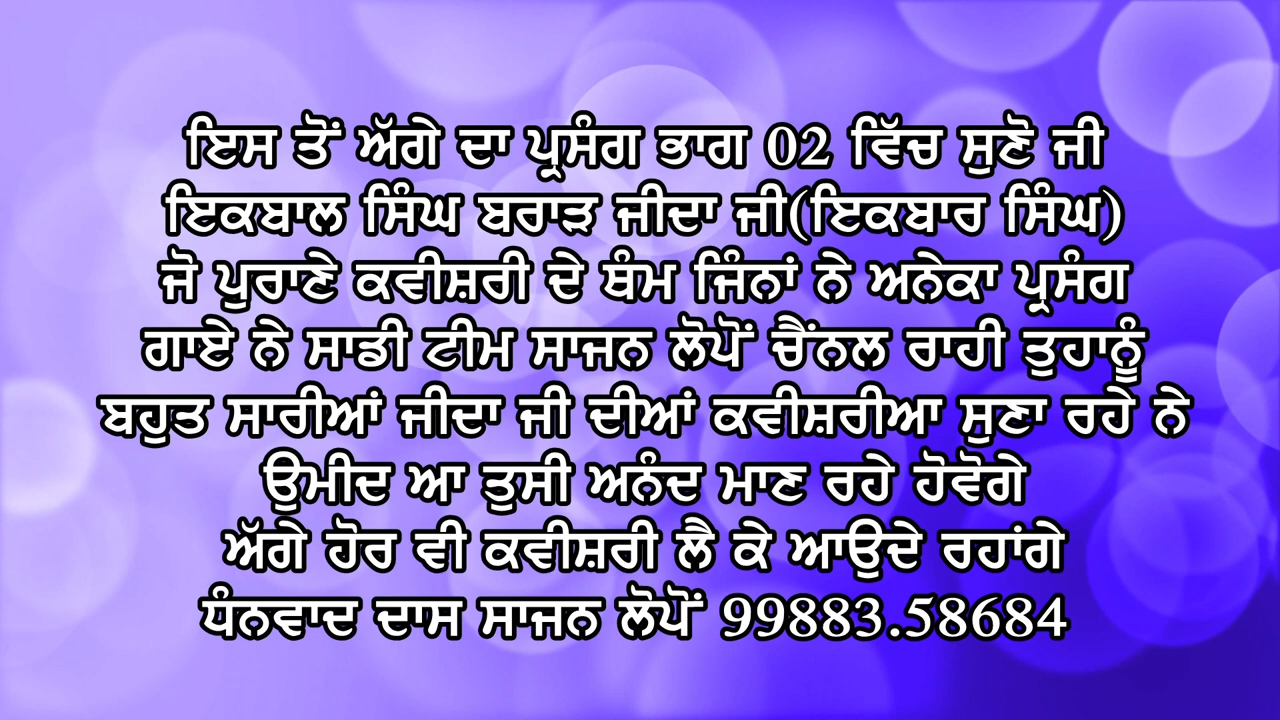 ਇਸ ਤੋਂ ਅੱਗੇ ਦਾ ਪ੍ਰਸੰਗ ਭਾਗ 02 ਵਿੱਚ ਸੁਣੋ ਜੀ
ਇਕਬਾਲ ਸਿੰਘ ਬਰਾੜ ਜੀਦਾ ਜੀ(ਇਕਬਾਰ ਸਿੰਘ)
ਜੋ ਪੁਰਾਣੇ ਕਵੀਸ਼ਰੀ ਦੇ ਥੰਮ ਜਿੰਨਾਂ ਨੇ ਅਨੇਕਾ ਪ੍ਰਸੰਗ
ਗਾਏ ਨੇ ਸਾਡੀ ਟੀਮ ਸਾਜਨ ਲੋਪੋਂ ਚੈਂਨਲ ਰਾਹੀ ਤੁਹਾਨੂੰ
ਬਹੁਤ ਸਾਰੀਆਂ ਜੀਦਾ ਜੀ ਦੀਆਂ ਕਵੀਸ਼ਰੀਆ ਸੁਣਾ ਰਹੇ ਨੇ
ਉਮੀਦ ਆ ਤੁਸੀ ਅਨੰਦ ਮਾਣ ਰਹੇ ਹੋਵੋਗੇ
ਅੱਗੇ ਹੋਰ ਵੀ ਕਵੀਸ਼ਰੀ ਲੈ ਕੇ ਆਉਦੇ ਰਹਾਂਗੇ
ਧੰਨਵਾਦ ਦਾਸ ਸਾਜਨ ਲੋਪੋਂ 99883.58684